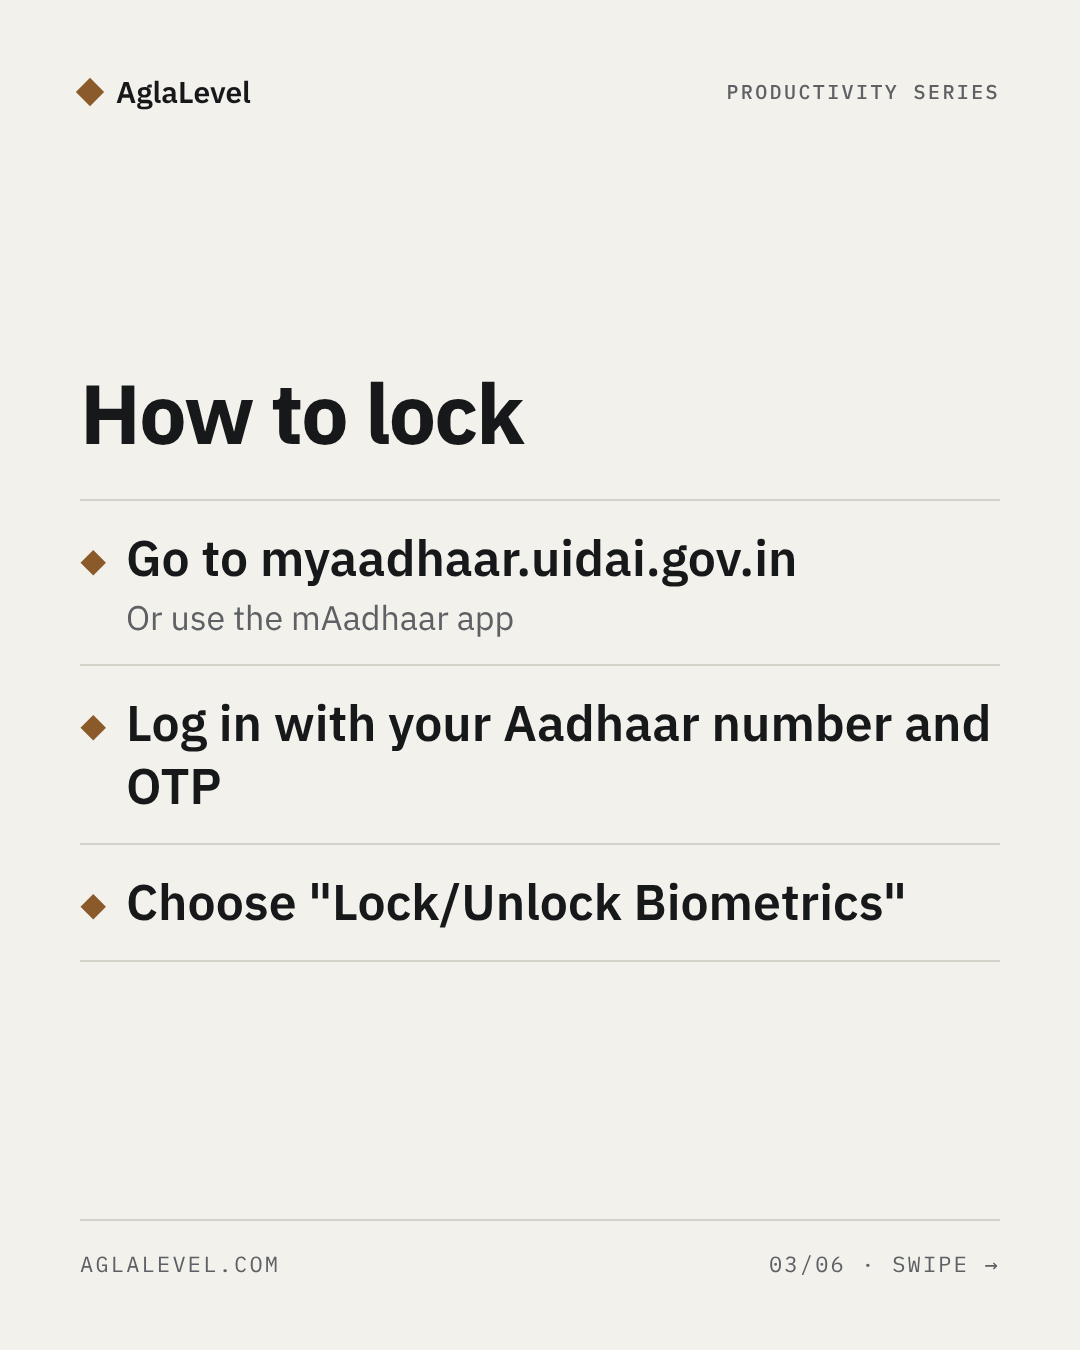 AglaLevel
PRODUCTIVITY SERIES
How to lock
Go to myaadhaar.uidai.gov.in
Or use the mAadhaar app
Log in with your Aadhaar number and
OTP
Choose "Lock/Unlock Biometrics"
AGLALEVEL.COM
03/06 · SWIPE →